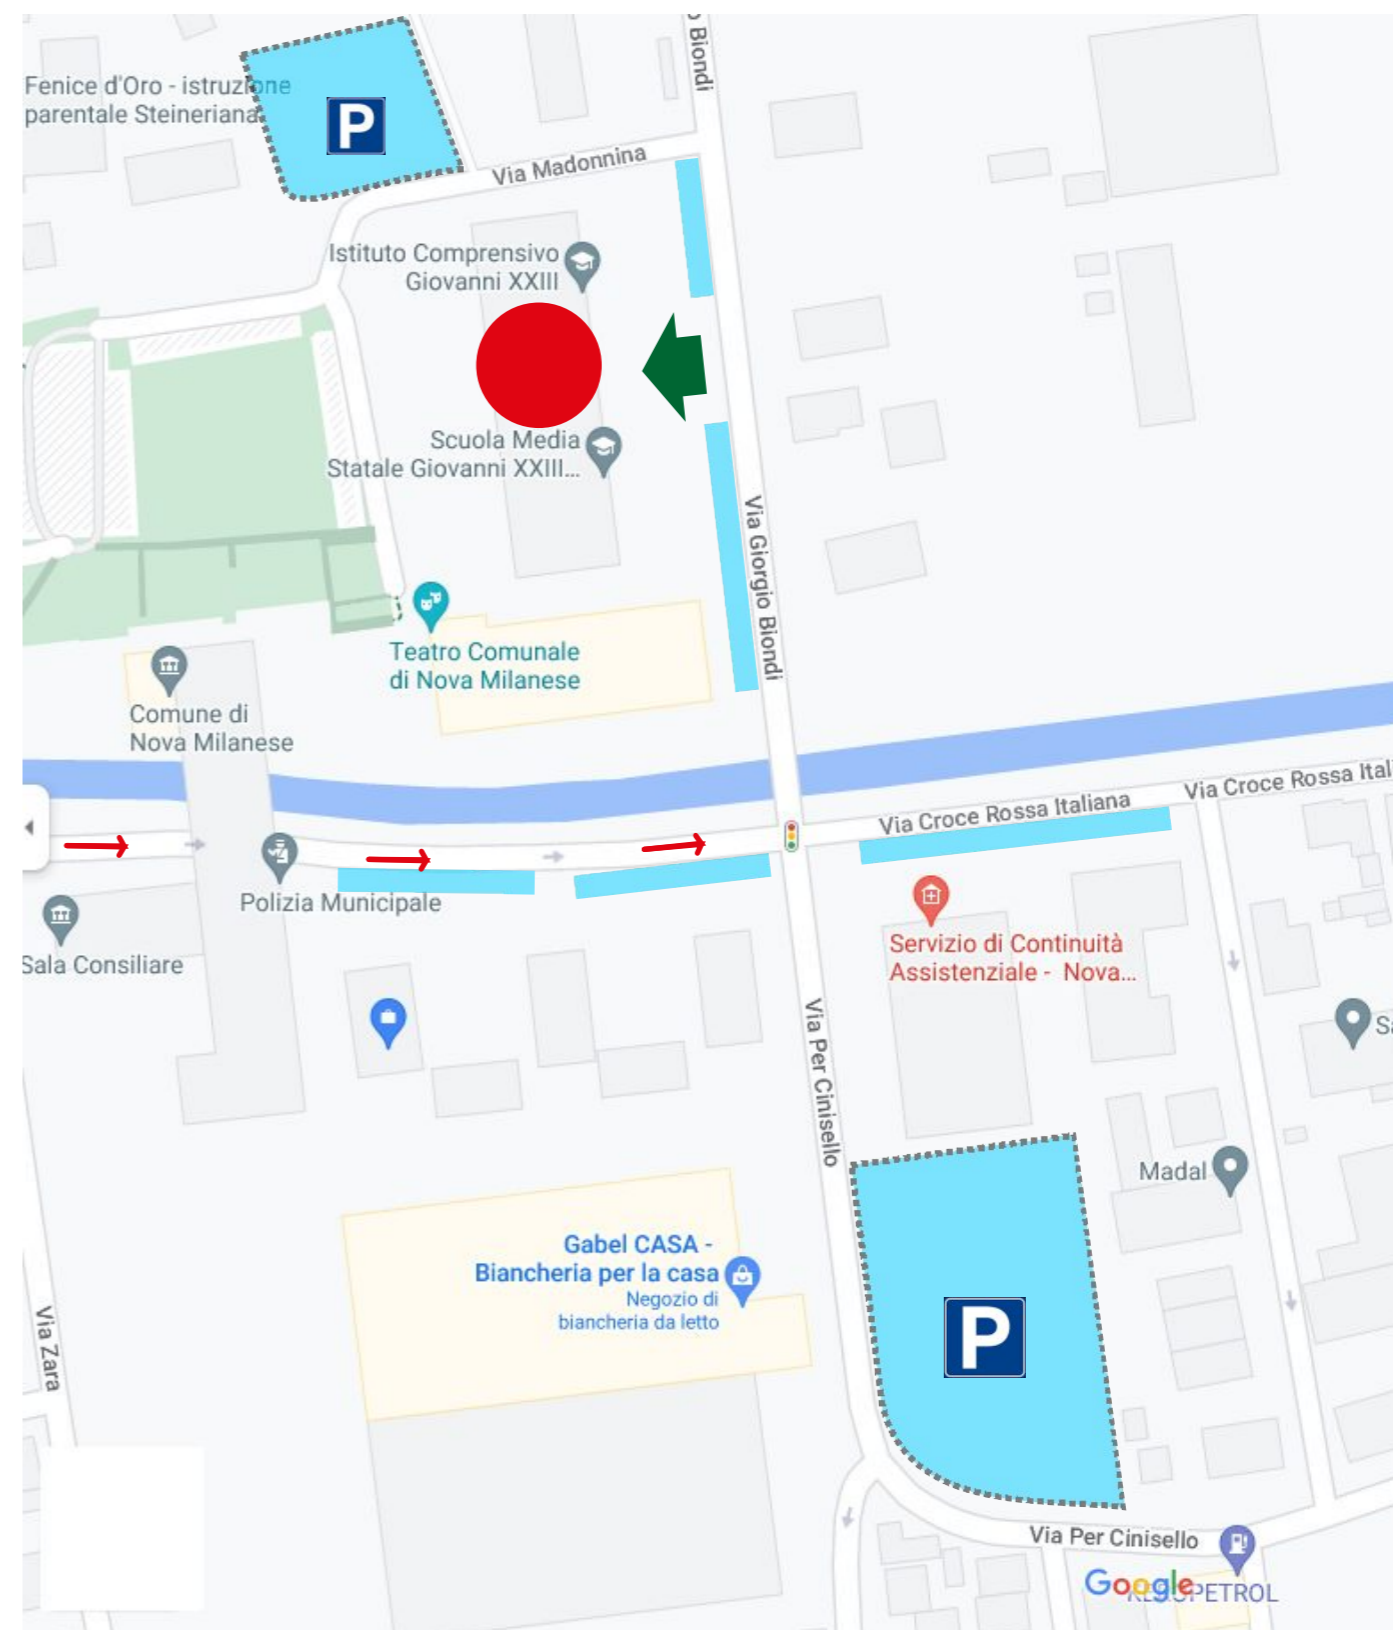 o Biondi
Fenice d'Oro - istruzione
parentale Steineriana
P
Via Madonnina
Istituto Comprensivo
Giovanni XXIII
Scuola Media
Statale Giovanni XXIII...
Via Giorgio Biondi
Teatro Comunale
di Nova Milanese
Comune di
Nova Milanese
Via Croce Rossa Ital
Via Croce Rossa Italiana
Polizia Municipale
Sala Consiliare
Servizio di Continuità
Assistenziale - Nova...
Sa
Via Per Cinisello
Madal
Gabel CASA -
Biancheria per la casa
Negozio di
biancheria da letto
P
Via Zara
Via Per Cinisello
Google
PETROL